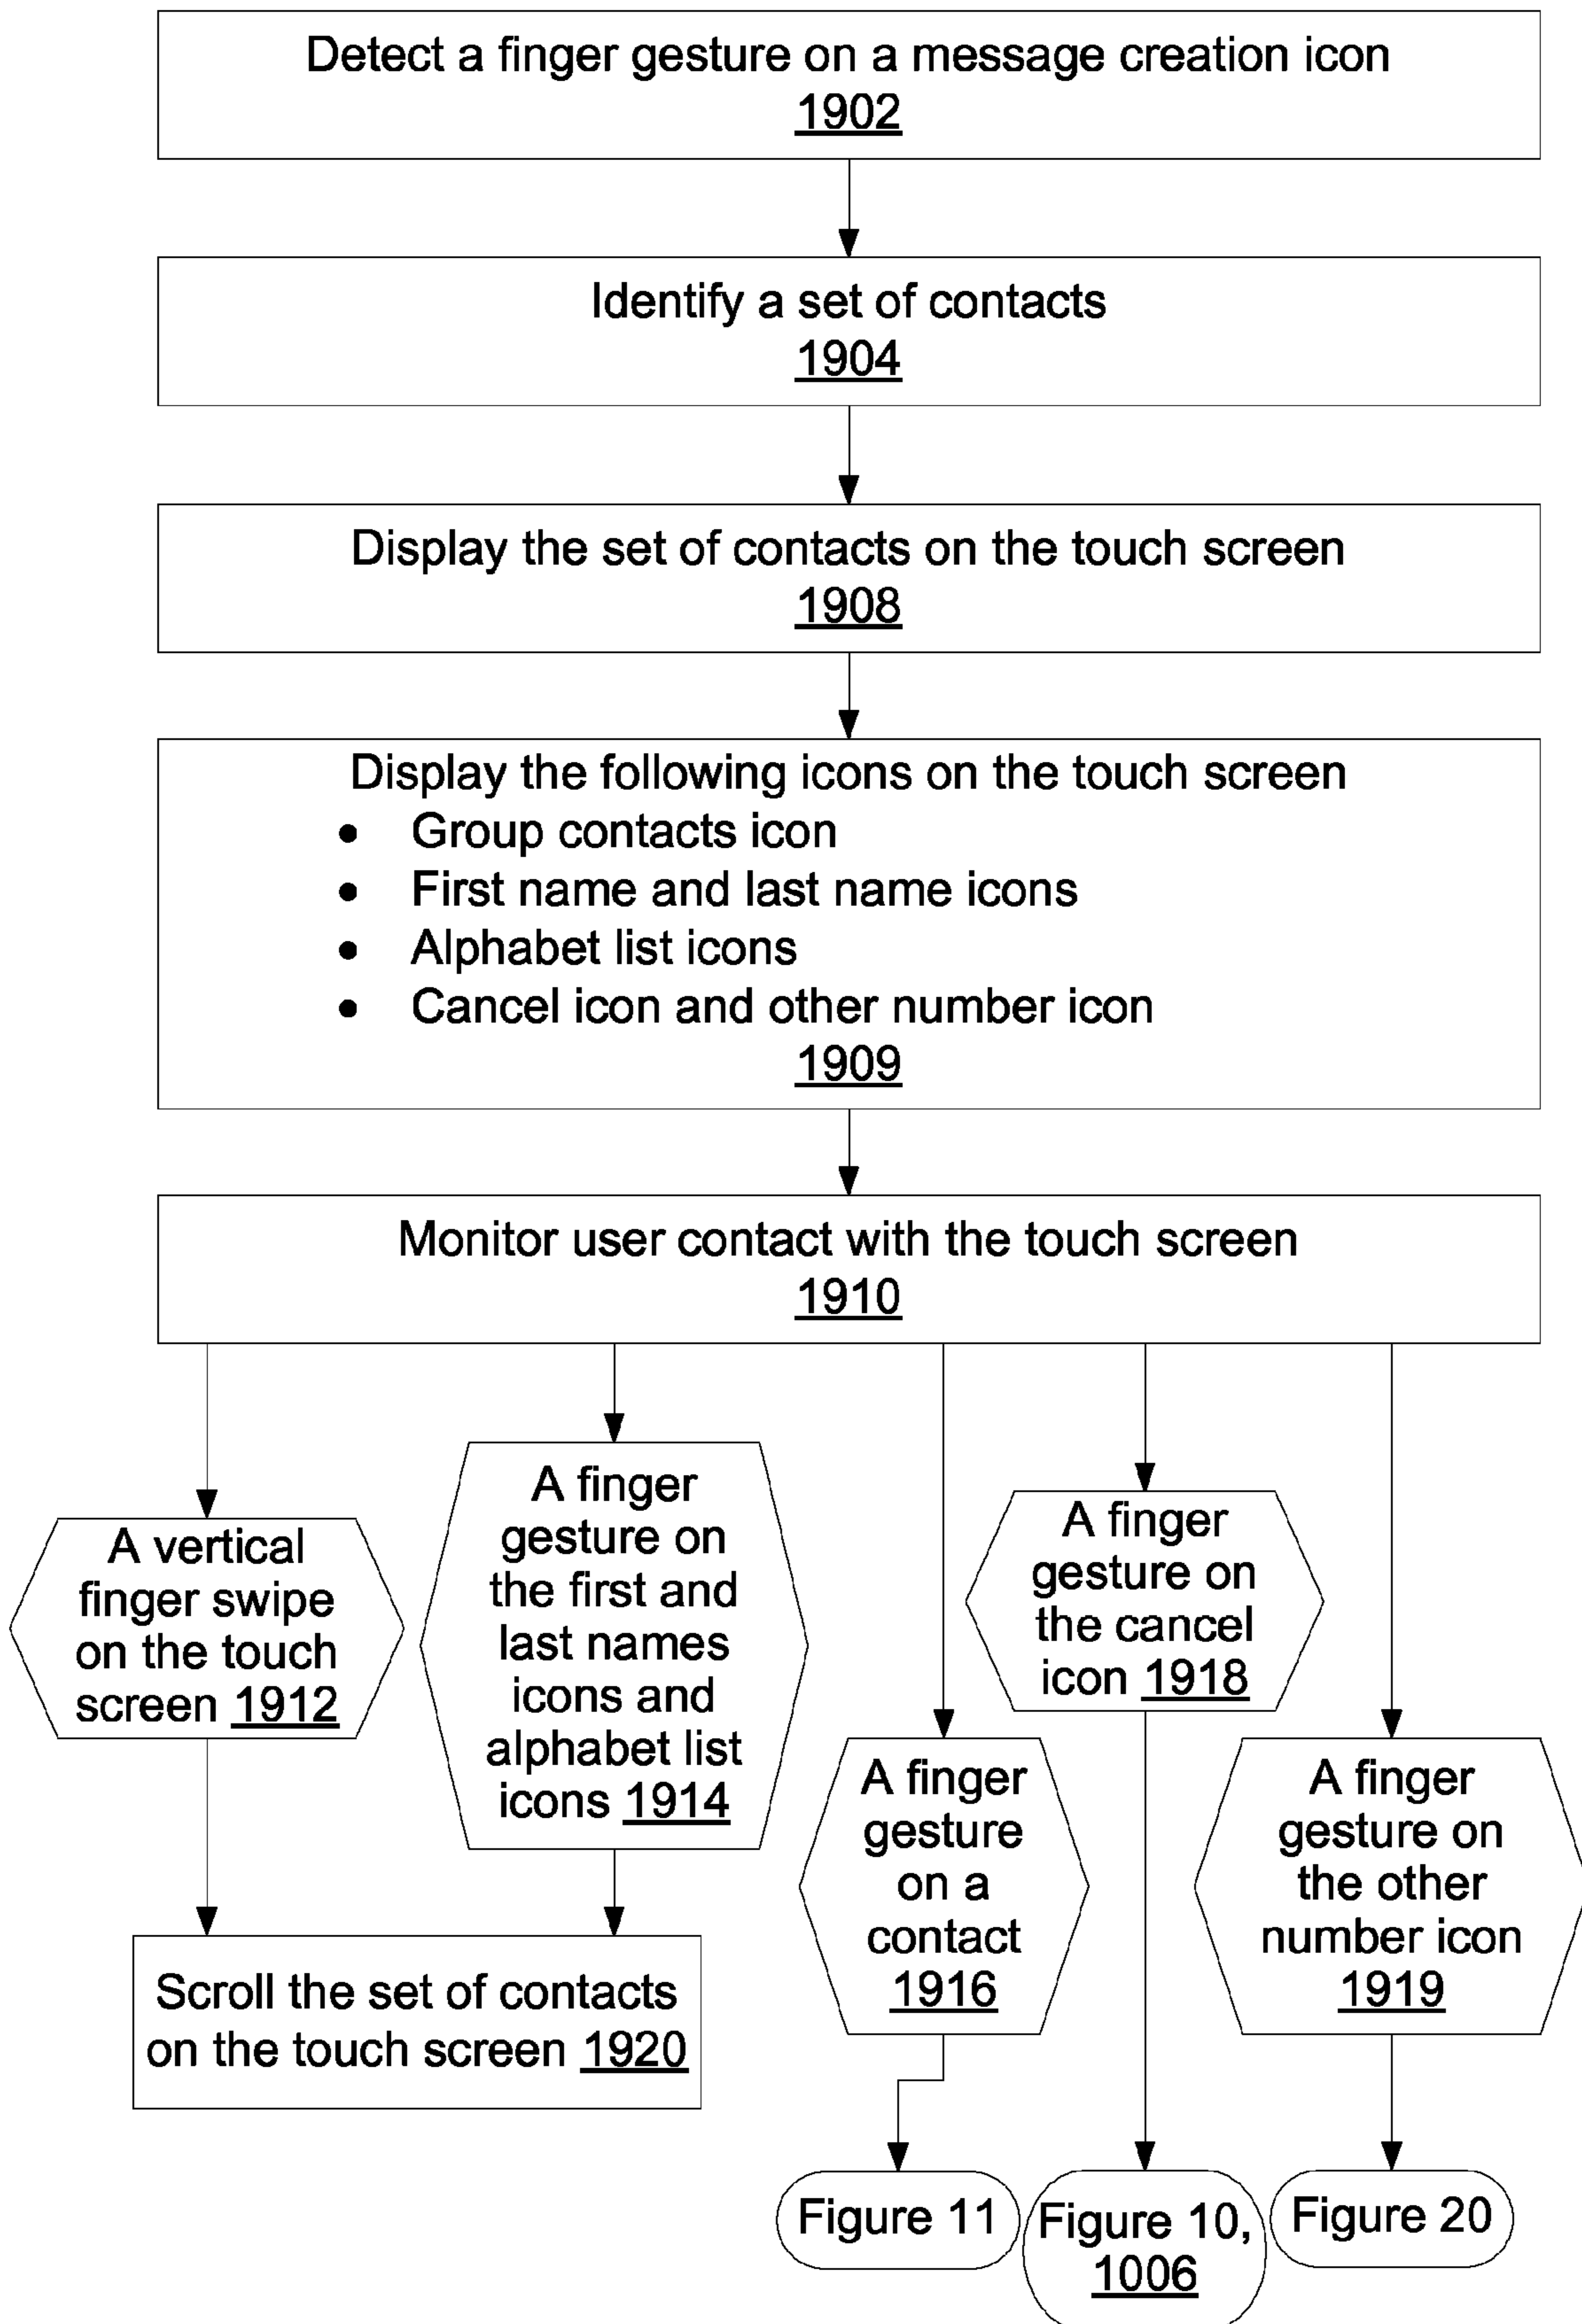 Detect a finger gesture on a message creation icon
1902
Identify a set of contacts
1904
Display the set of contacts on the touch screen
1908
Display the following icons on the touch screen
• Group contacts icon
• First name and last name icons
• Alphabet list icons
• Cancel icon and other number icon
1909
Monitor user contact with the touch screen
1910
A vertical
finger swipe
on the touch
screen 1912
A finger
gesture on
the first and
last names
icons and
alphabet list
icons 1914
A finger
gesture
on a
contact
1916
A finger
gesture on
the cancel
icon 1918
A finger
gesture on
the other
number icon
1919
Scroll the set of contacts
on the touch screen 1920
Figure 11
Figure 10,
1006
Figure 20